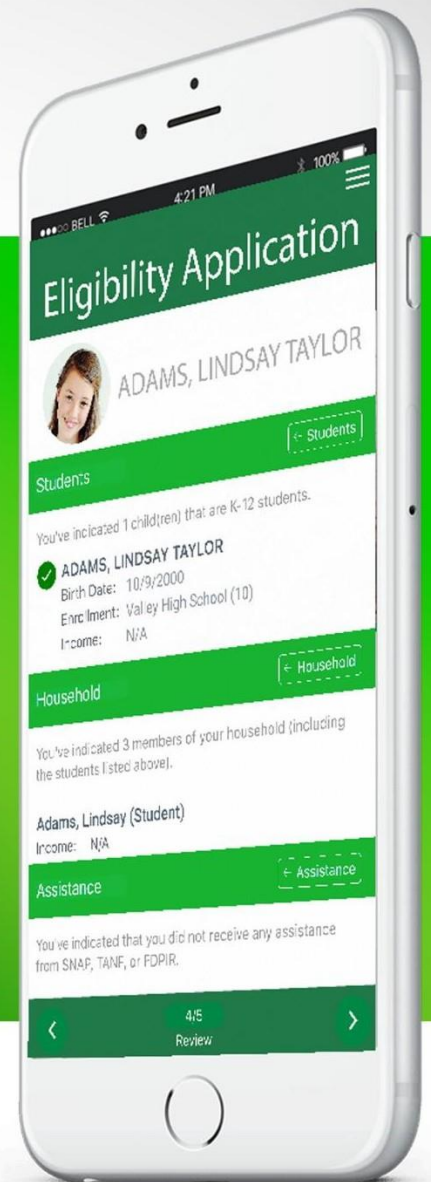 ●●●○○ BELL 4:21 PM 100%
Eligibility Application
ADAMS, LINDSAY TAYLOR
Students ← Students
You've indicated 1 child(ren) that are K-12 students.
ADAMS, LINDSAY TAYLOR
Birth Date: 10/9/2000
Enrollment: Valley High School (10)
Income: N/A
Household ← Household
You've indicated 3 members of your household (including
the students listed above).
Adams, Lindsay (Student)
Income: N/A
Assistance ← Assistance
You've indicated that you did not receive any assistance
from SNAP, TANF, or FDPIR.
4/5
Review